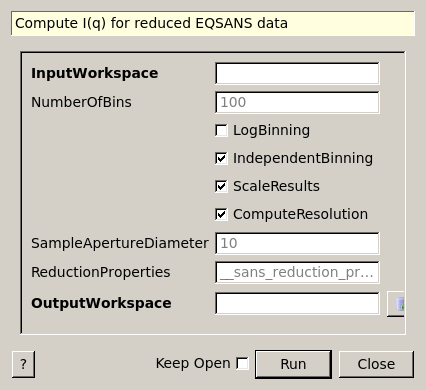 Compute I(q) for reduced EQSANS data
InputWorkspace
NumberOfBins 100
LogBinning
IndependentBinning
ScaleResults
ComputeResolution
SampleApertureDiameter 10
ReductionProperties __sans_reduction_pr...
OutputWorkspace
? Keep Open Run Close